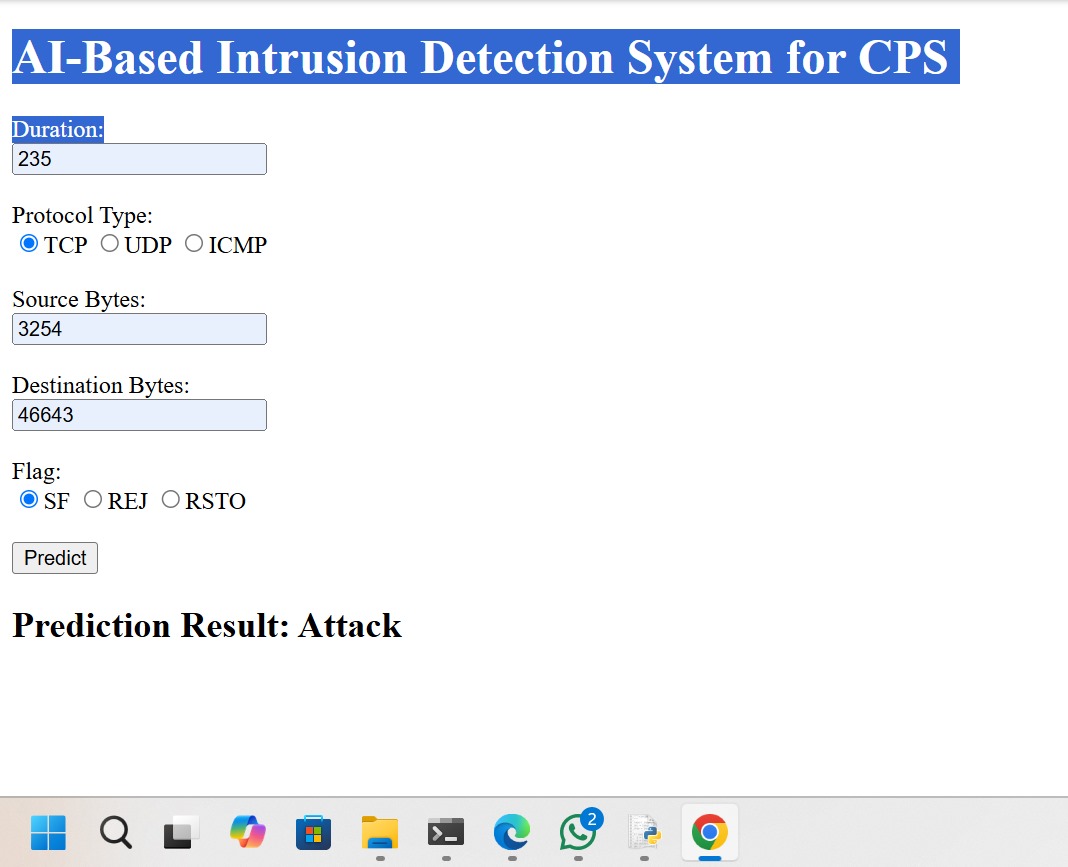 AI-Based Intrusion Detection System for CPS
Duration:
235
Protocol Type:
TCP UDP ICMP
Source Bytes:
3254
Destination Bytes:
46643
Flag:
SF REJ RSTO
Predict
Prediction Result: Attack
2